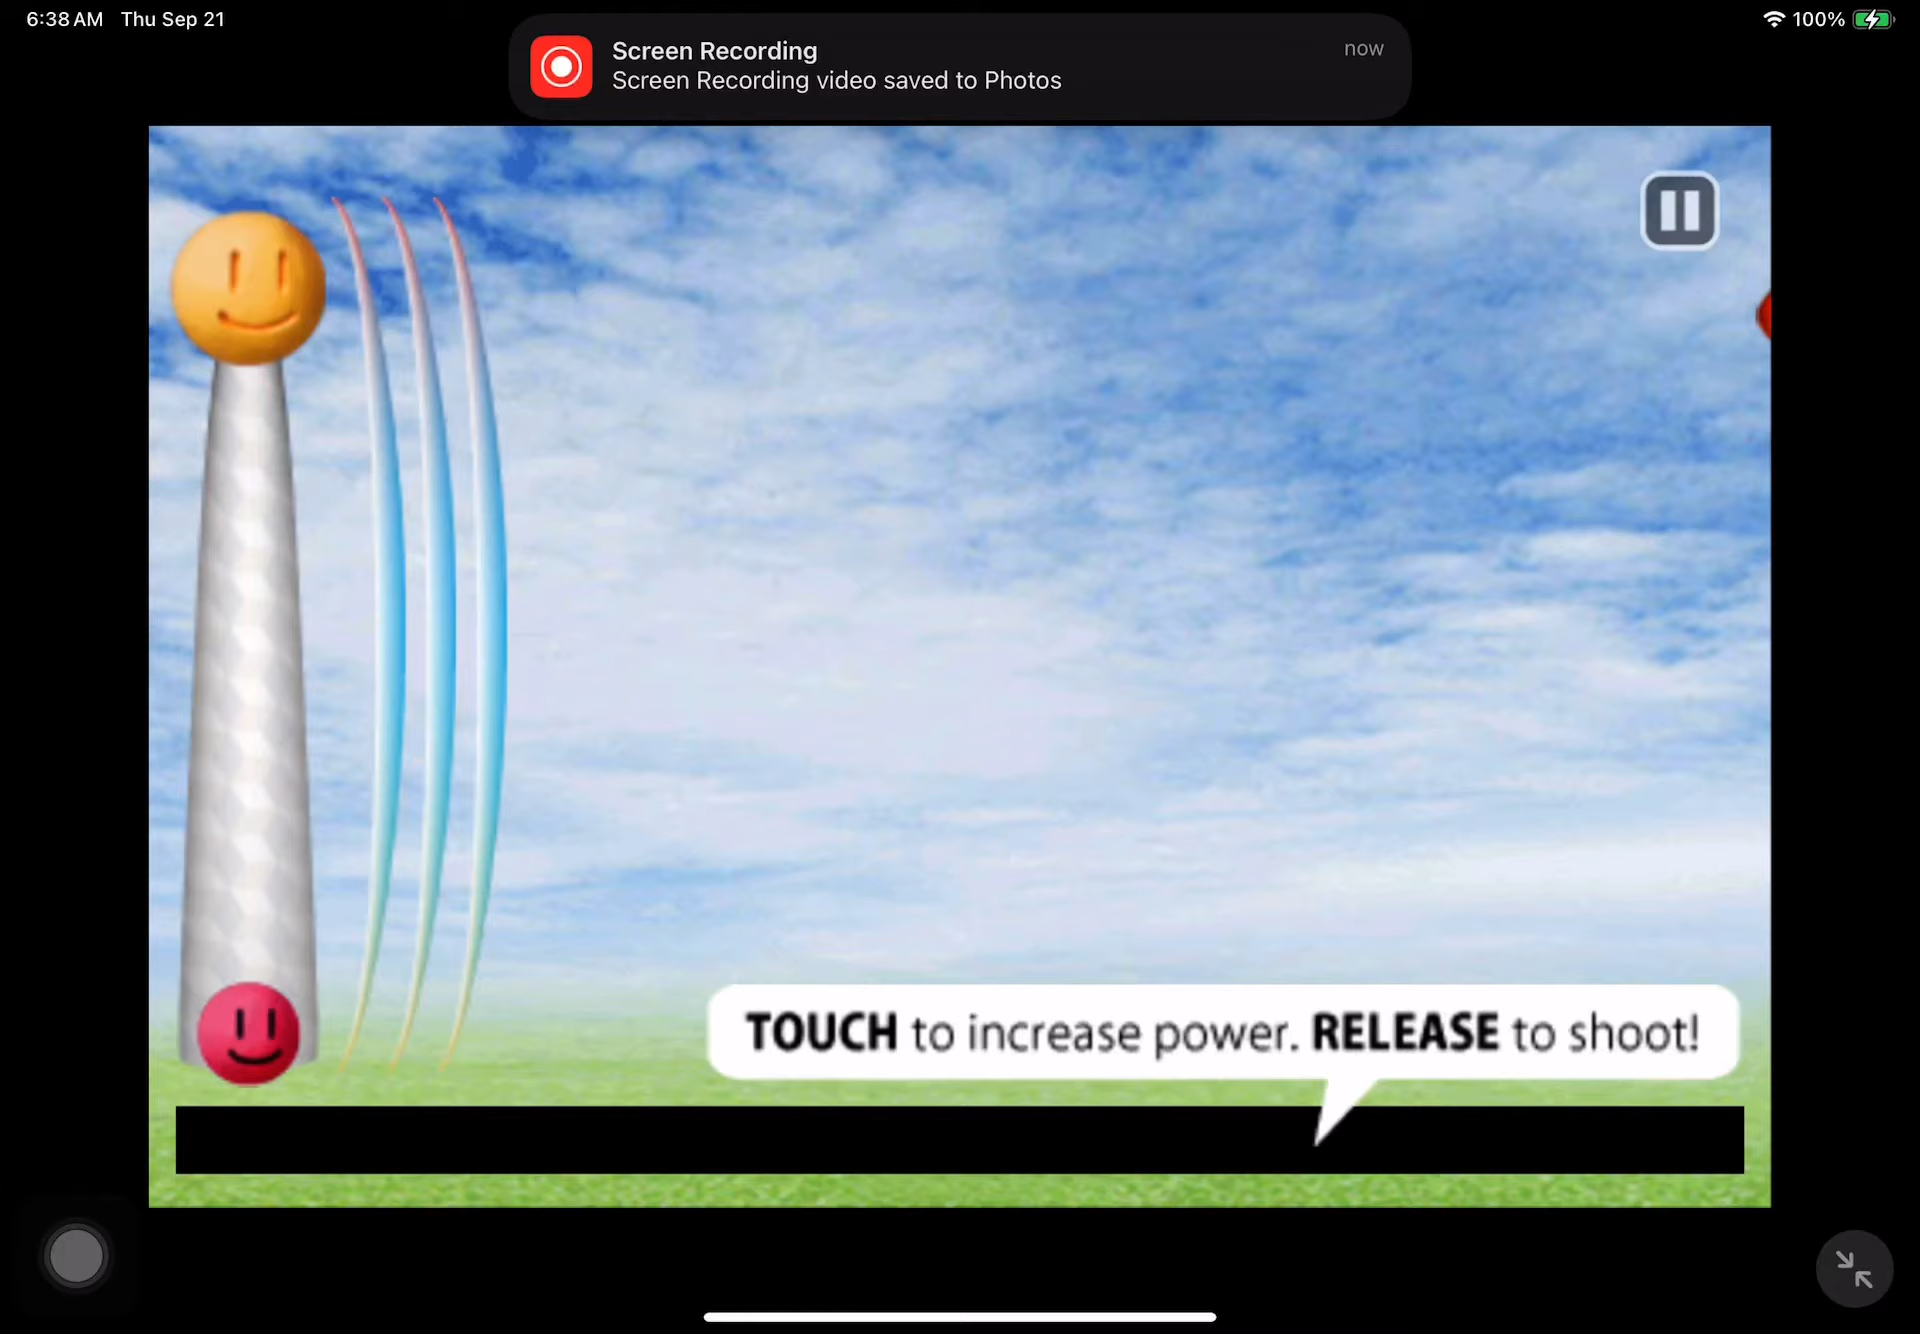 6:38 AM Thu Sep 21
100%
Screen Recording
now
Screen Recording video saved to Photos
TOUCH to increase power. RELEASE to shoot!